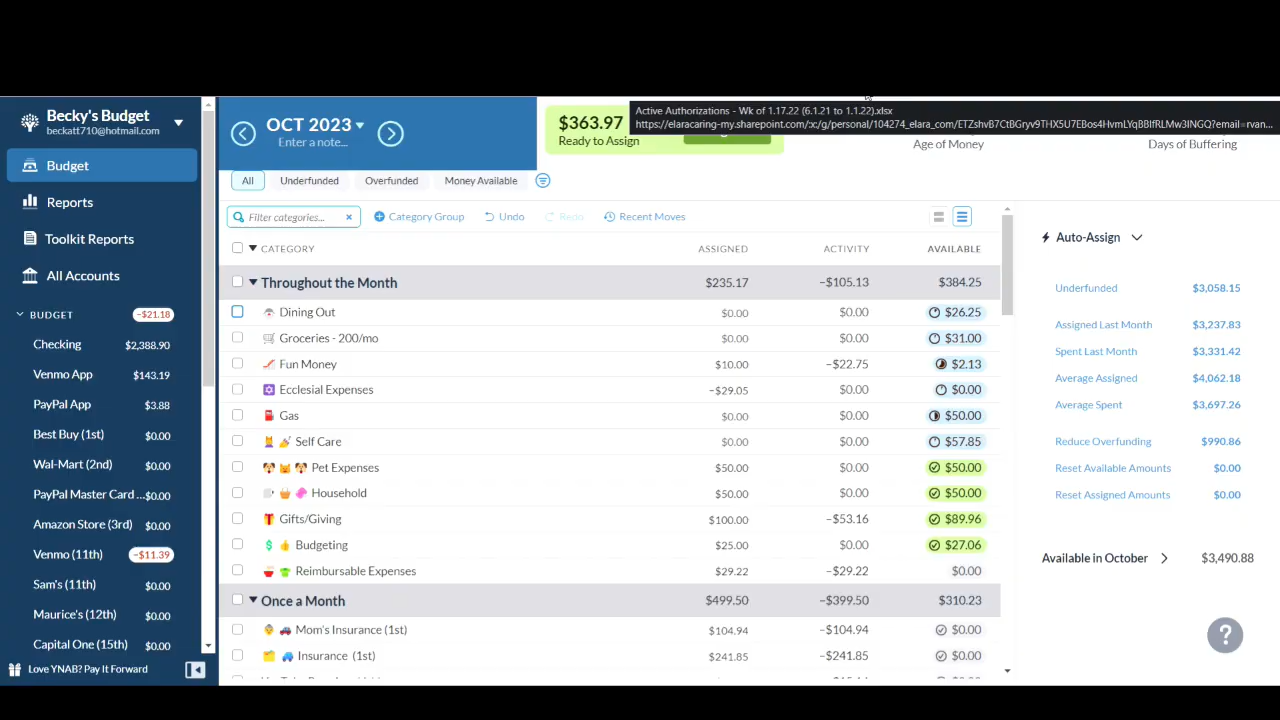 Becky's Budget
beckatt710@hotmail.com
Budget
Reports
Toolkit Reports
All Accounts
BUDGET −$21.18
Checking $2,388.90
Venmo App $143.19
PayPal App $3.88
Best Buy (1st) $0.00
Wal-Mart (2nd) $0.00
PayPal Master Card ... $0.00
Amazon Store (3rd) $0.00
Venmo (11th) −$11.39
Sam's (11th) $0.00
Maurice's (12th) $0.00
Capital One (15th) $0.00
Love YNAB? Pay It Forward
OCT 2023
Enter a note...
$363.97
Ready to Assign
Active Authorizations - Wk of 1.17.22 (6.1.21 to 1.1.22).xlsx
https://elaracaring-my.sharepoint.com/:x:/g/personal/104274_elara_com/ETZshvB7CtBGryv9THX5U7EBos4HvmLYqBBlfRLMw3INGQ?email=rvan...
Age of Money
Days of Buffering
All Underfunded Overfunded Money Available
Filter categories... × Category Group Undo Redo Recent Moves
CATEGORY ASSIGNED ACTIVITY AVAILABLE
Throughout the Month $235.17 −$105.13 $384.25
Dining Out $0.00 $0.00 $26.25
Groceries - 200/mo $0.00 $0.00 $31.00
Fun Money $10.00 −$22.75 $2.13
Ecclesial Expenses −$29.05 $0.00 $0.00
Gas $0.00 $0.00 $50.00
Self Care $0.00 $0.00 $57.85
Pet Expenses $50.00 $0.00 $50.00
Household $50.00 $0.00 $50.00
Gifts/Giving $100.00 −$53.16 $89.96
Budgeting $25.00 $0.00 $27.06
Reimbursable Expenses $29.22 −$29.22 $0.00
Once a Month $499.50 −$399.50 $310.23
Mom's Insurance (1st) $104.94 −$104.94 $0.00
Insurance (1st) $241.85 −$241.85 $0.00
Auto-Assign
Underfunded $3,058.15
Assigned Last Month $3,237.83
Spent Last Month $3,331.42
Average Assigned $4,062.18
Average Spent $3,697.26
Reduce Overfunding $990.86
Reset Available Amounts $0.00
Reset Assigned Amounts $0.00
Available in October $3,490.88
?